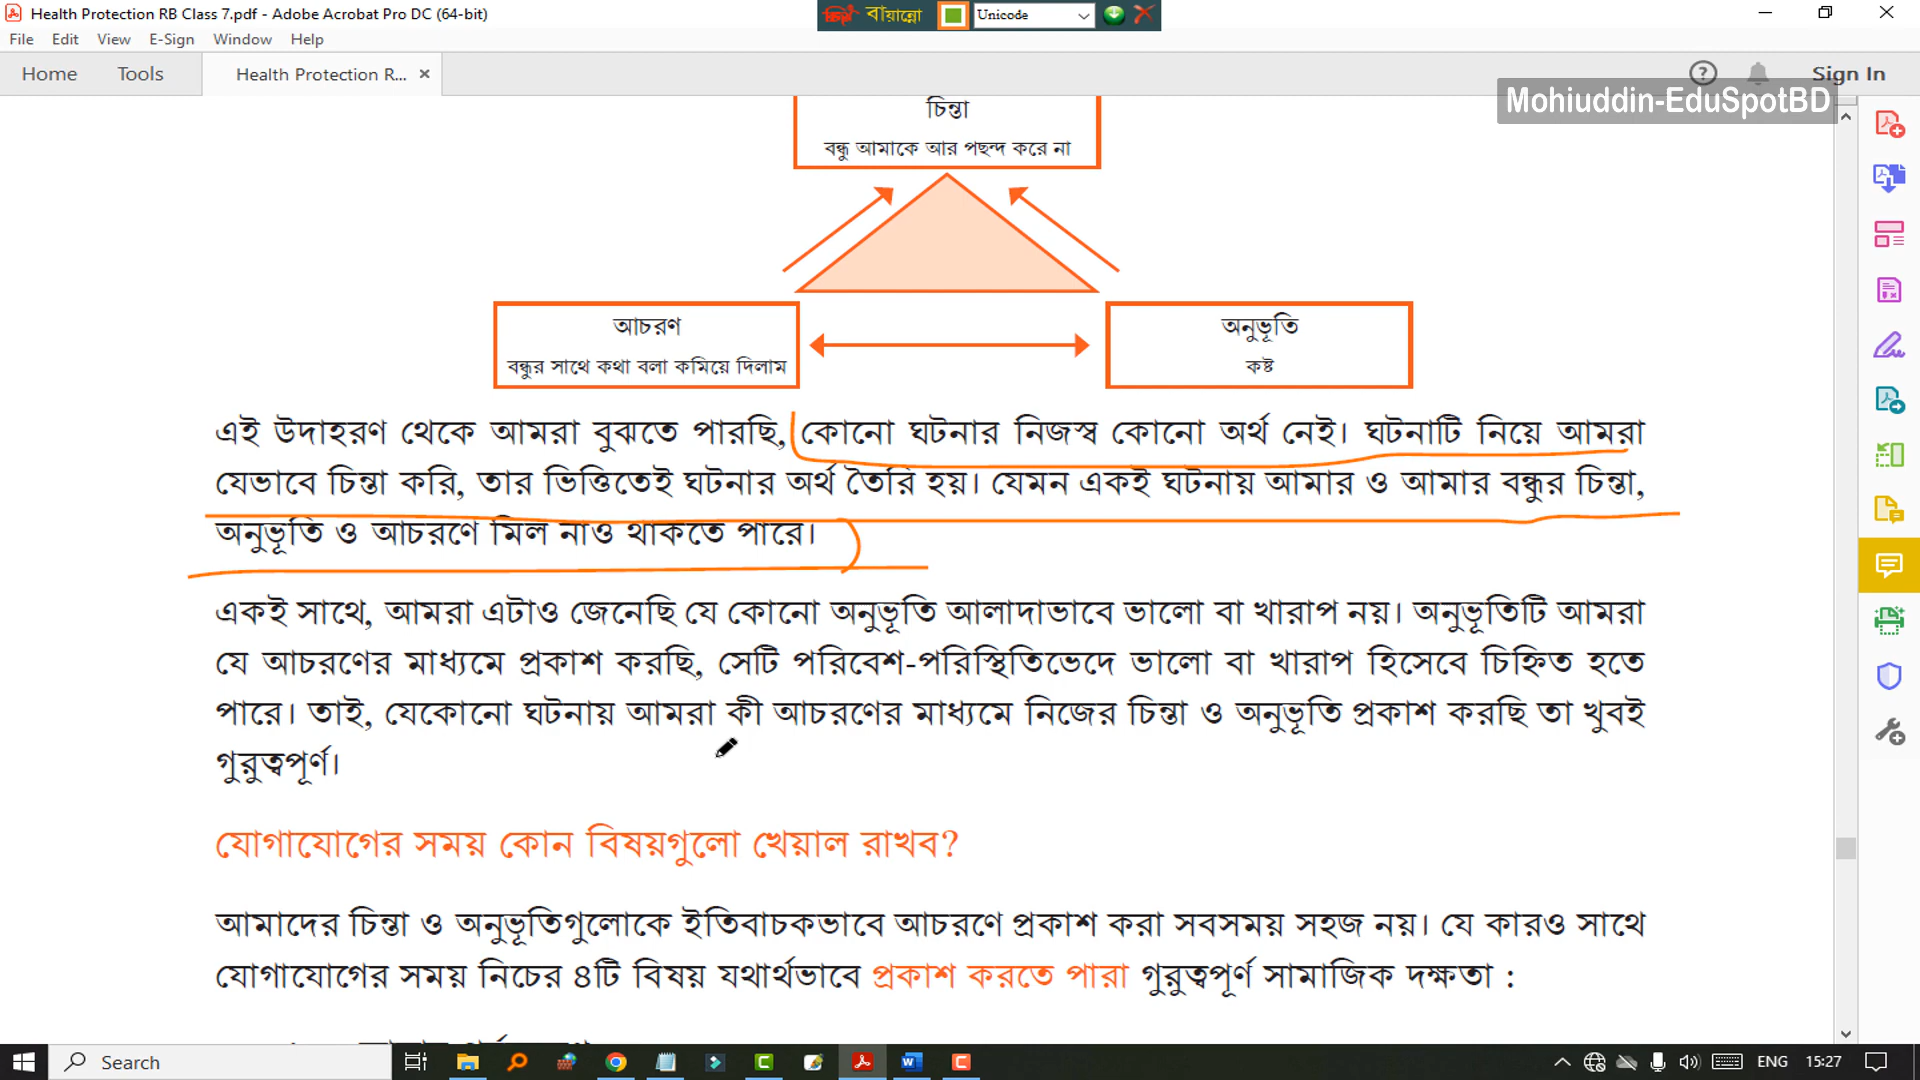 Health Protection RB Class 7.pdf - Adobe Acrobat Pro DC (64-bit)
বায়ান্নো
Unicode
File Edit View E-Sign Window Help
Home Tools Health Protection R... Sign In
Mohiuddin-EduSpotBD
চিন্তা
বন্ধু আমাকে আর পছন্দ করে না
আচরণ
বন্ধুর সাথে কথা বলা কমিয়ে দিলাম
অনুভূতি
কষ্ট
এই উদাহরণ থেকে আমরা বুঝতে পারছি, কোনো ঘটনার নিজস্ব কোনো অর্থ নেই। ঘটনাটি নিয়ে আমরা
যেভাবে চিন্তা করি, তার ভিত্তিতেই ঘটনার অর্থ তৈরি হয়। যেমন একই ঘটনায় আমার ও আমার বন্ধুর চিন্তা,
অনুভূতি ও আচরণে মিল নাও থাকতে পারে।
একই সাথে, আমরা এটাও জেনেছি যে কোনো অনুভূতি আলাদাভাবে ভালো বা খারাপ নয়। অনুভূতিটি আমরা
যে আচরণের মাধ্যমে প্রকাশ করছি, সেটি পরিবেশ-পরিস্থিতিভেদে ভালো বা খারাপ হিসেবে চিহ্নিত হতে
পারে। তাই, যেকোনো ঘটনায় আমরা কী আচরণের মাধ্যমে নিজের চিন্তা ও অনুভূতি প্রকাশ করছি তা খুবই
গুরুত্বপূর্ণ।
যোগাযোগের সময় কোন বিষয়গুলো খেয়াল রাখব?
আমাদের চিন্তা ও অনুভূতিগুলোকে ইতিবাচকভাবে আচরণে প্রকাশ করা সবসময় সহজ নয়। যে কারও সাথে
যোগাযোগের সময় নিচের ৪টি বিষয় যথার্থভাবে প্রকাশ করতে পারা গুরুত্বপূর্ণ সামাজিক দক্ষতা :
Search
ENG 15:27